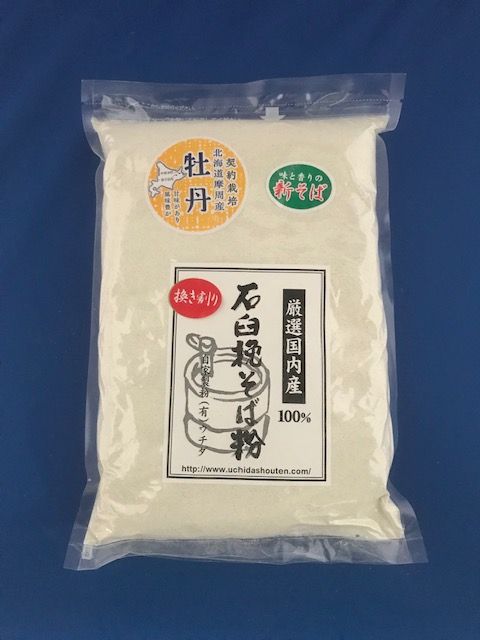 契約栽培
北海道摩周産
牡丹
甘味があり
風味豊か
味と香りの
新そば
挽き割り
厳選国内産
100%
石臼挽そば粉
自家製粉(有)ウチダ
http://www.uchidashouten.com/